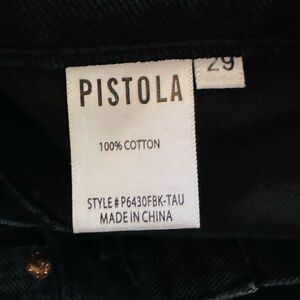 29
PISTOLA
100% COTTON
STYLE # P6430FBK-TAU
MADE IN CHINA